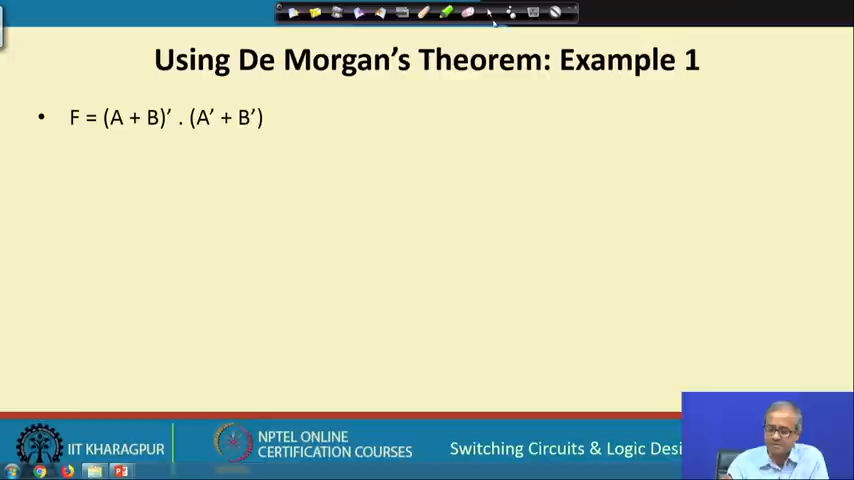 Using De Morgan's Theorem: Example 1
• F = (A + B)’ . (A’ + B’)
IIT KHARAGPUR
NPTEL ONLINE
CERTIFICATION COURSES
Switching Circuits & Logic Desi